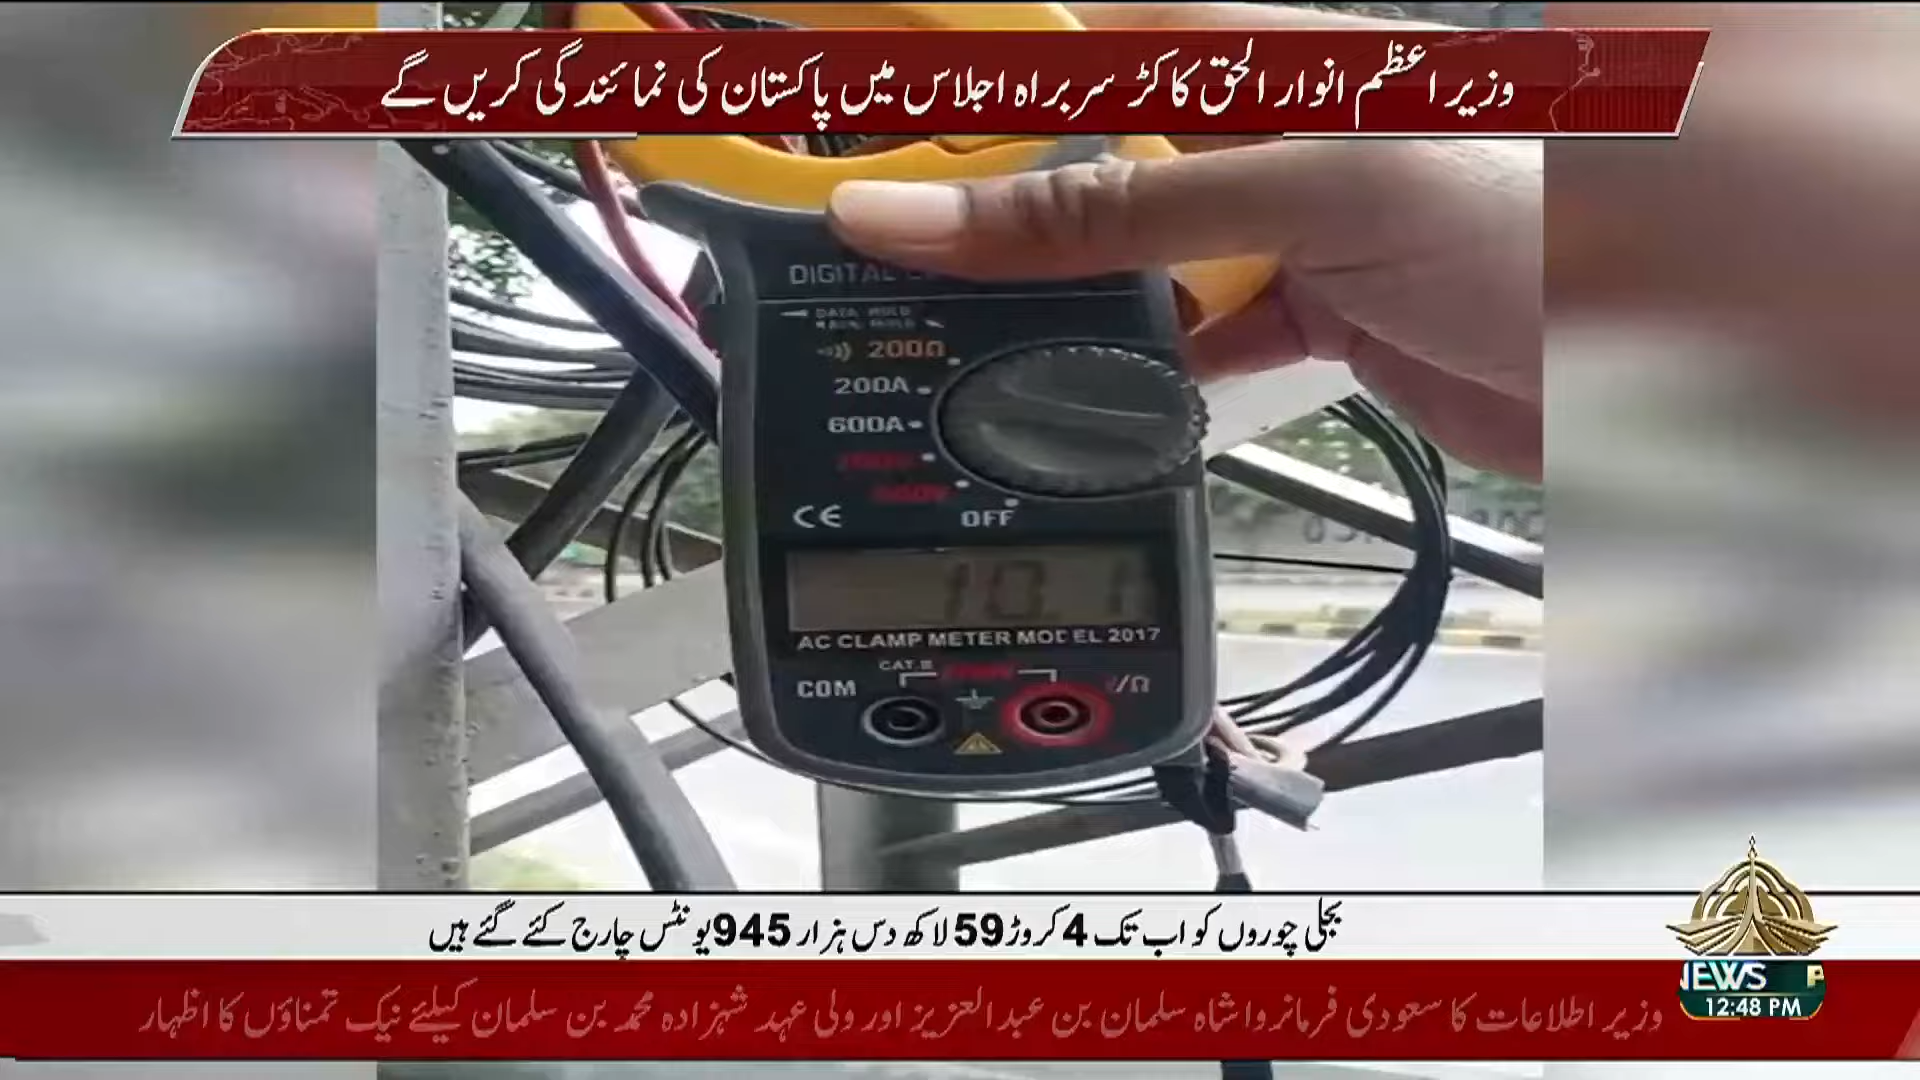 وزیر اعظم انوار الحق کاکڑ سربراہ اجلاس میں پاکستان کی نمائندگی کریں گے
DIGITAL
DATA HOLD
200Ω
200A
600A
600V
CE
OFF
10.1
AC CLAMP METER MODEL 2017
CAT.II
COM
V/Ω
بجلی چوروں کو اب تک 4 کروڑ 59 لاکھ دس ہزار 945 یونٹس چارج کئے گئے ہیں
NEWS P
12:48 PM
وزیر اطلاعات کا سعودی فرمانروا شاہ سلمان بن عبدالعزیز اور ولی عہد شہزادہ محمد بن سلمان کیلئے نیک تمناؤں کا اظہار